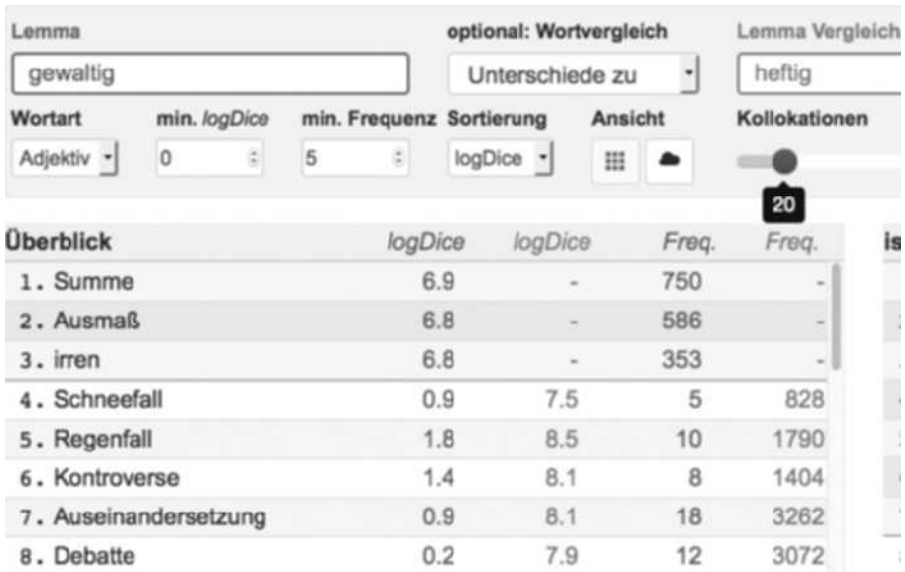 Lemma optional: Wortvergleich Lemma Vergleich
gewaltig Unterschiede zu heftig
Wortart min. logDice min. Frequenz Sortierung Ansicht Kollokationen
Adjektiv 0 5 logDice
20
Überblick logDice logDice Freq. Freq. is
1. Summe 6.9 - 750 -
2. Ausmaß 6.8 - 586 -
3. irren 6.8 - 353 -
4. Schneefall 0.9 7.5 5 828
5. Regenfall 1.8 8.5 10 1790
6. Kontroverse 1.4 8.1 8 1404
7. Auseinandersetzung 0.9 8.1 18 3262
8. Debatte 0.2 7.9 12 3072